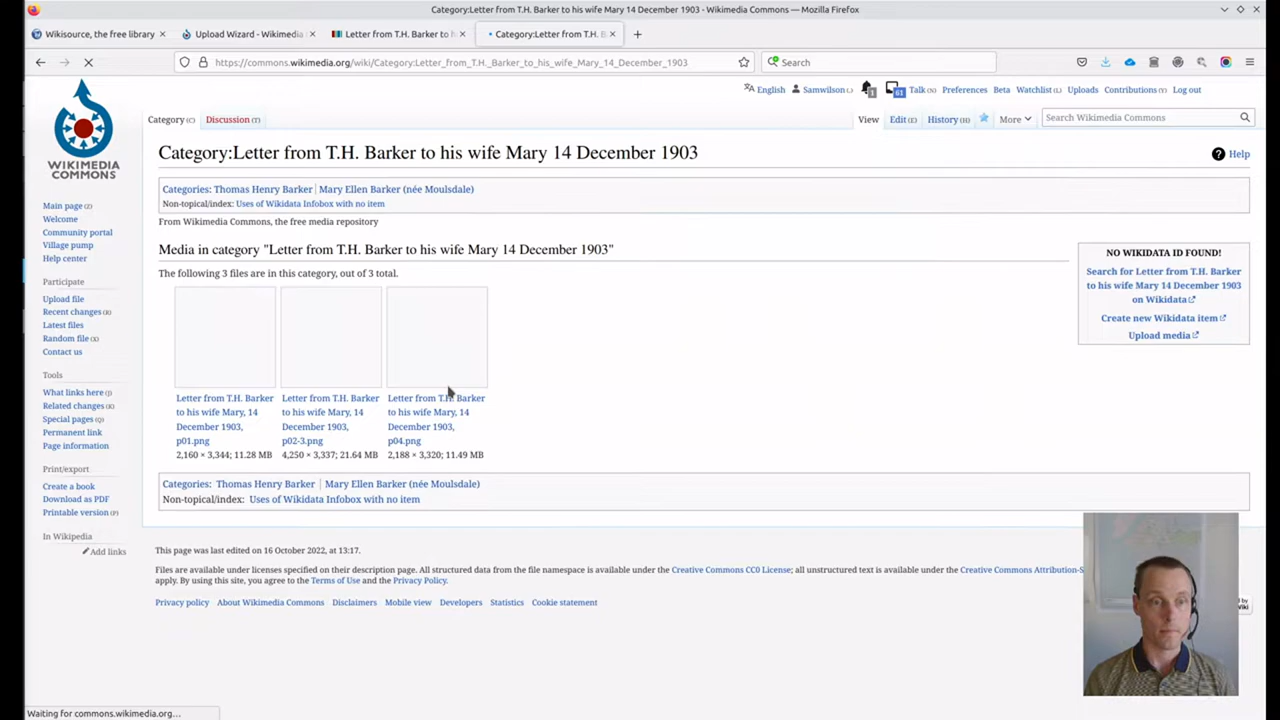 Category:Letter from T.H. Barker to his wife Mary 14 December 1903 - Wikimedia Commons — Mozilla Firefox
Wikisource, the free library
Upload Wizard - Wikimedia
Letter from T.H. Barker to h
Category:Letter from T.H. B
https://commons.wikimedia.org/wiki/Category:Letter_from_T.H._Barker_to_his_wife_Mary_14_December_1903
Search
English
Samwilson
Talk
Preferences
Beta
Watchlist
Uploads
Contributions
Log out
WIKIMEDIA
COMMONS
Category
Discussion
View
Edit
History
More
Search Wikimedia Commons
Category:Letter from T.H. Barker to his wife Mary 14 December 1903
Help
Categories: Thomas Henry Barker | Mary Ellen Barker (née Moulsdale)
Non-topical/index: Uses of Wikidata Infobox with no item
From Wikimedia Commons, the free media repository
Media in category "Letter from T.H. Barker to his wife Mary 14 December 1903"
The following 3 files are in this category, out of 3 total.
Letter from T.H. Barker
to his wife Mary, 14
December 1903,
p01.png
2,160 × 3,344; 11.28 MB
Letter from T.H. Barker
to his wife Mary, 14
December 1903,
p02-3.png
4,250 × 3,337; 21.64 MB
Letter from T.H. Barker
to his wife Mary, 14
December 1903,
p04.png
2,188 × 3,320; 11.49 MB
NO WIKIDATA ID FOUND!
Search for Letter from T.H. Barker
to his wife Mary 14 December 1903
on Wikidata
Create new Wikidata item
Upload media
Categories: Thomas Henry Barker | Mary Ellen Barker (née Moulsdale)
Non-topical/index: Uses of Wikidata Infobox with no item
Main page
Welcome
Community portal
Village pump
Help center
Participate
Upload file
Recent changes
Latest files
Random file
Contact us
Tools
What links here
Related changes
Special pages
Permanent link
Page information
Print/export
Create a book
Download as PDF
Printable version
In Wikipedia
Add links
This page was last edited on 16 October 2022, at 13:17.
Files are available under licenses specified on their description page. All structured data from the file namespace is available under the Creative Commons CC0 License; all unstructured text is available under the Creative Commons Attribution-S
apply. By using this site, you agree to the Terms of Use and the Privacy Policy.
Privacy policy
About Wikimedia Commons
Disclaimers
Mobile view
Developers
Statistics
Cookie statement
Waiting for commons.wikimedia.org…